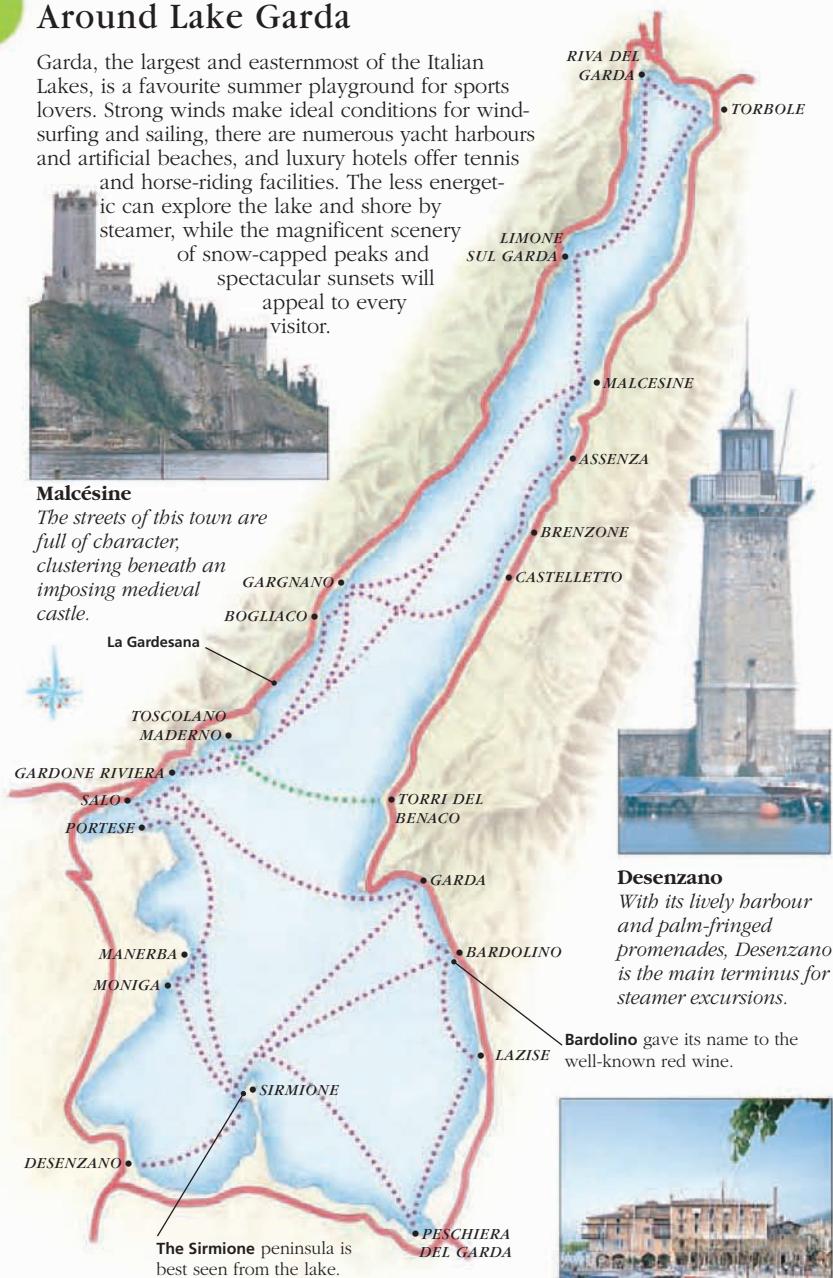 Around Lake Garda
Garda, the largest and easternmost of the Italian
Lakes, is a favourite summer playground for sports
lovers. Strong winds make ideal conditions for wind-
surfing and sailing, there are numerous yacht harbours
and artificial beaches, and luxury hotels offer tennis
and horse-riding facilities. The less energet-
ic can explore the lake and shore by
steamer, while the magnificent scenery
of snow-capped peaks and
spectacular sunsets will
appeal to every
visitor.
RIVA DEL
GARDA
TORBOLE
LIMONE
SUL GARDA
MALCESINE
ASSENZA
BRENZONE
CASTELLETTO
Malcésine
The streets of this town are
full of character,
clustering beneath an
imposing medieval
castle.
GARGNANO
BOGLIACO
La Gardesana
TOSCOLANO
MADERNO
GARDONE RIVIERA
SALO
PORTESE
TORRI DEL
BENACO
GARDA
Desenzano
With its lively harbour
and palm-fringed
promenades, Desenzano
is the main terminus for
steamer excursions.
MANERBA
MONIGA
BARDOLINO
Bardolino gave its name to the
well-known red wine.
LAZISE
SIRMIONE
DESENZANO
The Sirmione peninsula is
best seen from the lake.
PESCHIERA
DEL GARDA